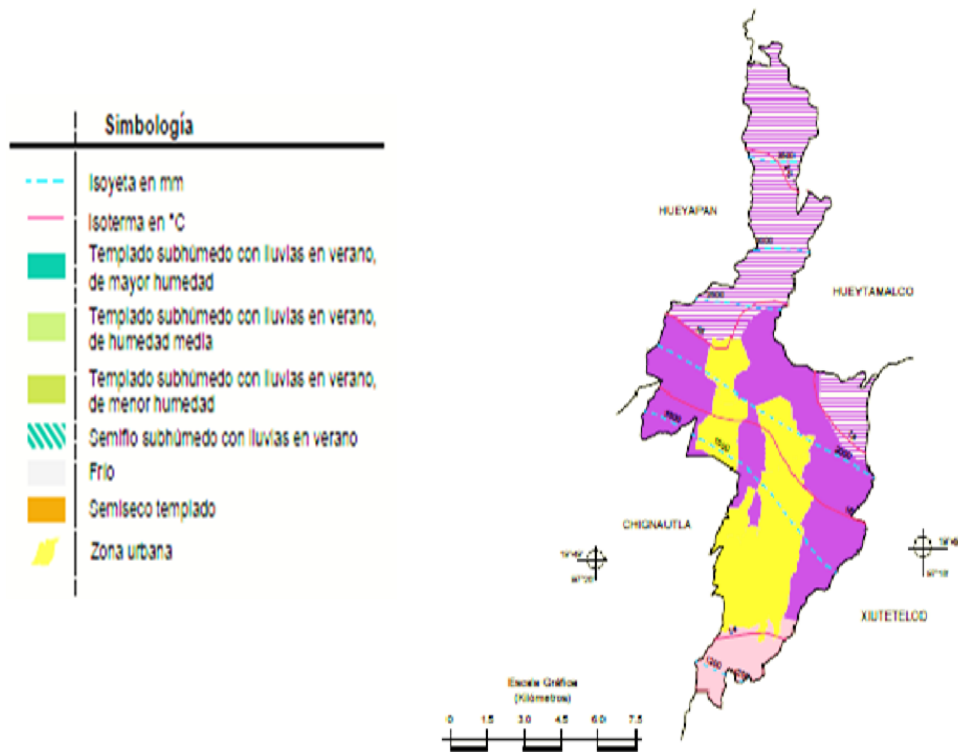 Simbología
Isoyeta en mm
Isoterma en °C
Templado subhúmedo con lluvias en verano,
de mayor humedad
Templado subhúmedo con lluvias en verano,
de humedad media
Templado subhúmedo con lluvias en verano,
de menor humedad
Semifío subhúmedo con lluvias en verano
Frío
Semiseco templado
Zona urbana
HUEYAPAN
HUEYTAMALCO
CHIGNAUTLA
XIUTETELCO
1500
2000
Escala Gráfica
(Kilómetros)
0 1.5 3.0 4.5 6.0 7.5